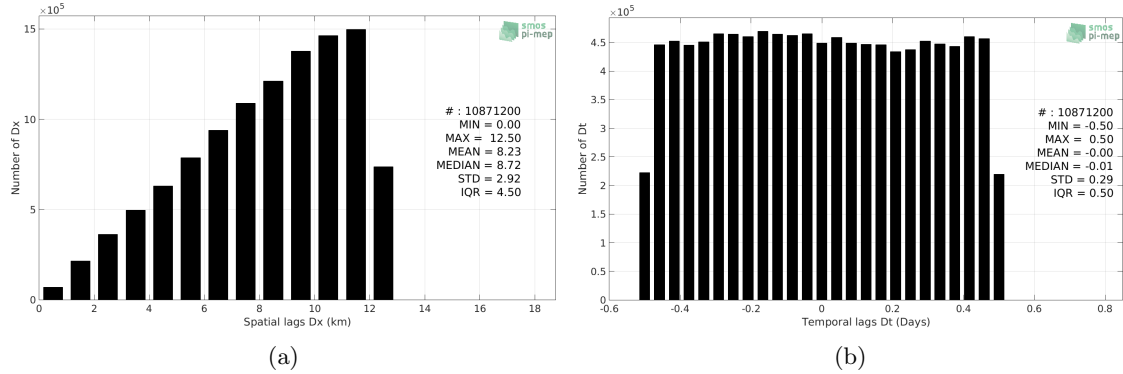 ×10⁵
15
10
5
0
0 2 4 6 8 10 12 14 16 18
Number of Dx
Spatial lags Dx (km)
smos
pi-mep
# : 10871200
MIN = 0.00
MAX = 12.50
MEAN = 8.23
MEDIAN = 8.72
STD = 2.92
IQR = 4.50
(a)
×10⁵
4.5
4
3.5
3
2.5
2
1.5
1
0.5
0
-0.6 -0.4 -0.2 0 0.2 0.4 0.6 0.8
Number of Dt
Temporal lags Dt (Days)
smos
pi-mep
# : 10871200
MIN = -0.50
MAX = 0.50
MEAN = -0.00
MEDIAN = -0.01
STD = 0.29
IQR = 0.50
(b)